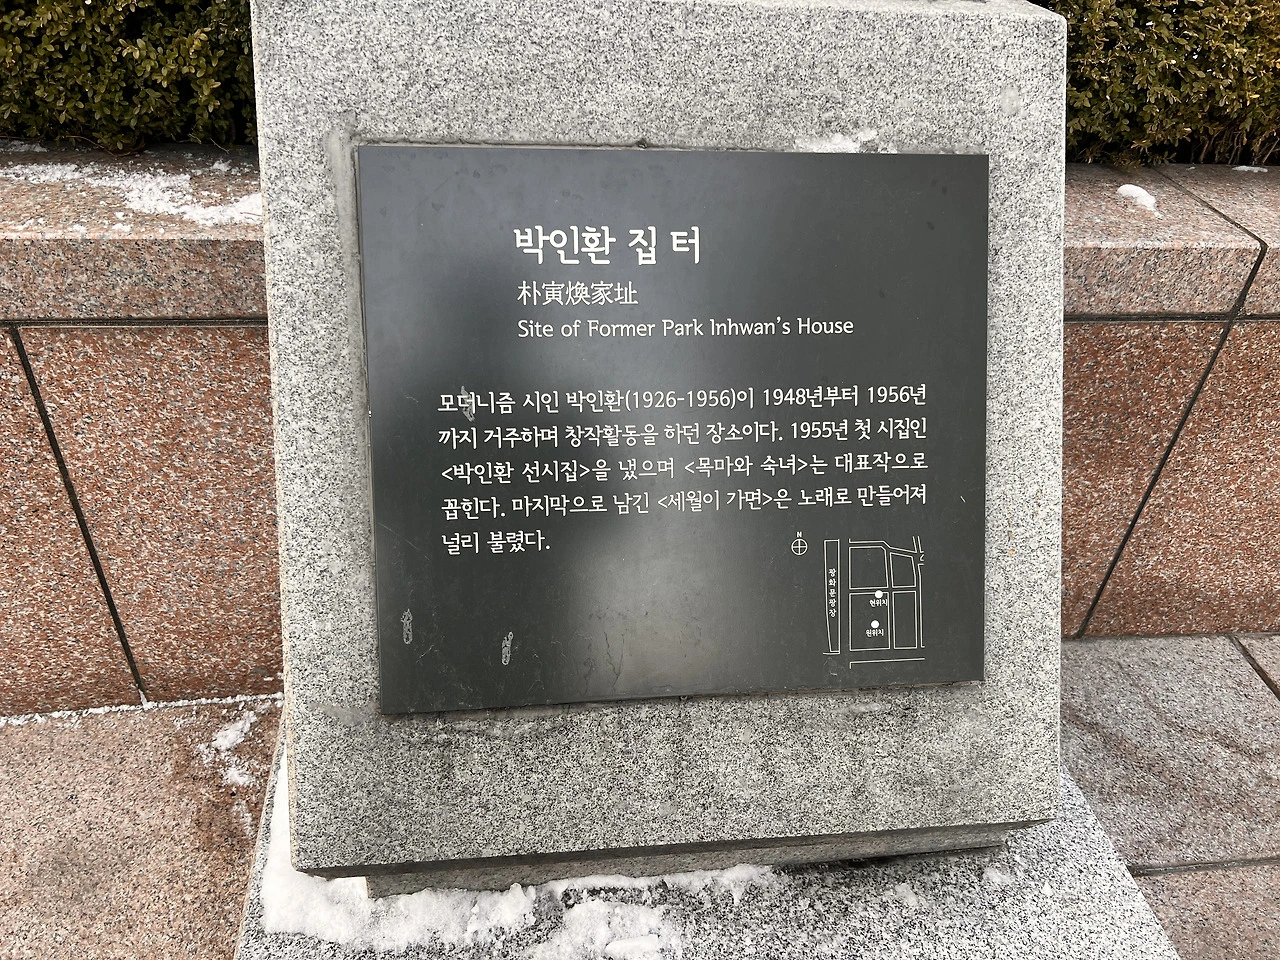 박인환 집 터
朴寅煥家址
Site of Former Park Inhwan's House
모더니즘 시인 박인환(1926-1956)이 1948년부터 1956년
까지 거주하며 창작활동을 하던 장소이다. 1955년 첫 시집인
<박인환 선시집>을 냈으며 <목마와 숙녀>는 대표작으로
꼽힌다. 마지막으로 남긴 <세월이 가면>은 노래로 만들어져
널리 불렸다.
N
광화문광장
현위치
원위치